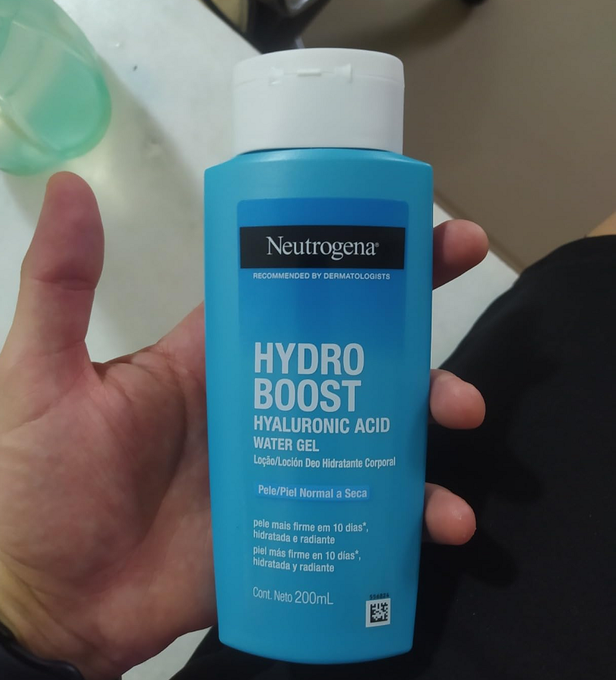 Neutrogena®
RECOMMENDED BY DERMATOLOGISTS
HYDRO
BOOST
HYALURONIC ACID
WATER GEL
Loção/Loción Deo Hidratante Corporal
Pele/Piel Normal a Seca
pele mais firme em 10 dias*,
hidratada e radiante
piel más firme en 10 días*,
hidratada y radiante
Cont. Neto 200mL